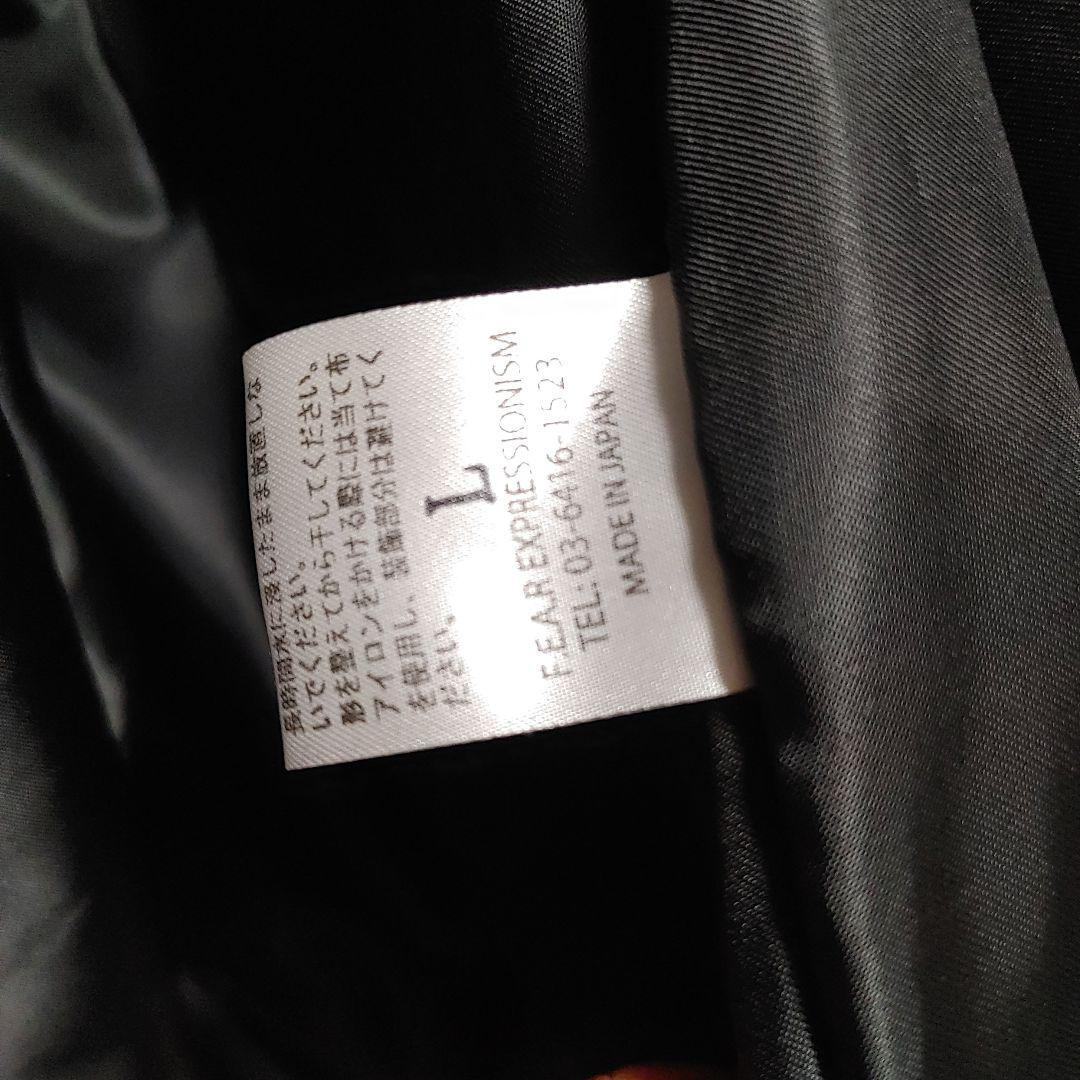 長時間水に浸したまま放置しな
いでください。
形を整えてから干してください。
アイロンをかける際には当て布
を使用し、装飾部分は避けてく
ださい。
L
F.E.A.R EXPRESSIONISM
TEL: 03-6416-1523
MADE IN JAPAN